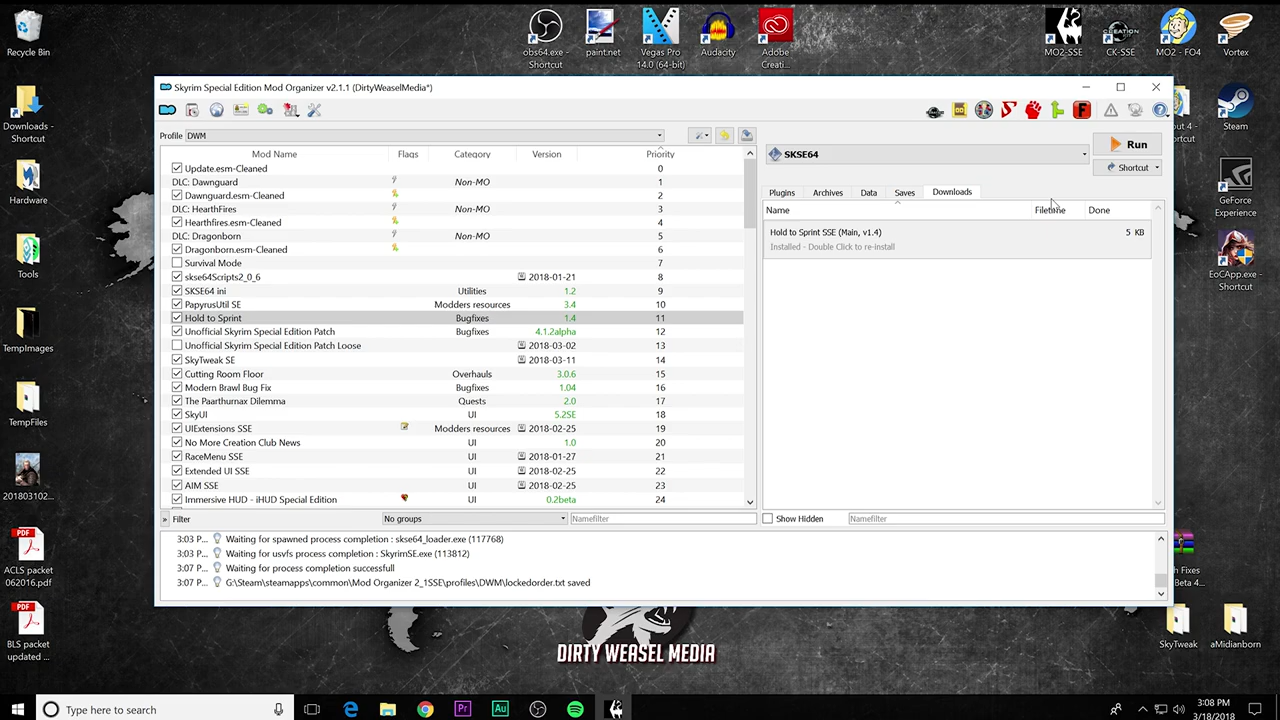 Recycle Bin
Downloads -
Shortcut
Hardware
Tools
TempImages
TempFiles
201803102...
ACLS packet
062016.pdf
BLS packet
updated ...
obs64.exe -
Shortcut
paint.net
Vegas Pro
14.0 (64-bit)
Audacity
Adobe
Creati...
MO2-SSE
CK-SSE
MO2 - FO4
Vortex
Steam
GeForce
Experience
EoCApp.exe -
Shortcut
SkyTweak
aMidianborn
Skyrim Special Edition Mod Organizer v2.1.1 (DirtyWeaselMedia*)
Profile DWM
Mod Name Flags Category Version Priority
Update.esm-Cleaned 0
DLC: Dawnguard Non-MO 1
Dawnguard.esm-Cleaned 2
DLC: HearthFires Non-MO 3
Hearthfires.esm-Cleaned 4
DLC: Dragonborn Non-MO 5
Dragonborn.esm-Cleaned 6
Survival Mode 7
skse64Scripts2_0_6 2018-01-21 8
SKSE64 ini Utilities 1.2 9
PapyrusUtil SE Modders resources 3.4 10
Hold to Sprint Bugfixes 1.4 11
Unofficial Skyrim Special Edition Patch Bugfixes 4.1.2alpha 12
Unofficial Skyrim Special Edition Patch Loose 2018-03-02 13
SkyTweak SE 2018-03-11 14
Cutting Room Floor Overhauls 3.0.6 15
Modern Brawl Bug Fix Bugfixes 1.04 16
The Paarthurnax Dilemma Quests 2.0 17
SkyUI UI 5.2SE 18
UIExtensions SSE Modders resources 2018-02-25 19
No More Creation Club News UI 1.0 20
RaceMenu SSE UI 2018-01-27 21
Extended UI SSE UI 2018-02-25 22
AIM SSE UI 2018-02-25 23
Immersive HUD - iHUD Special Edition UI 0.2beta 24
» Filter No groups Namefilter
SKSE64
Run
Shortcut
Plugins Archives Data Saves Downloads
Name Filetime Done
Hold to Sprint SSE (Main, v1.4) 5 KB
Installed - Double Click to re-install
Show Hidden Namefilter
3:03 P... Waiting for spawned process completion : skse64_loader.exe (117768)
3:03 P... Waiting for usvfs process completion : SkyrimSE.exe (113812)
3:07 P... Waiting for process completion successfull
3:07 P... G:\Steam\steamapps\common\Mod Organizer 2_1SSE\profiles\DWM\lockedorder.txt saved
DIRTY WEASEL MEDIA
Type here to search
3:08 PM
3/18/2018